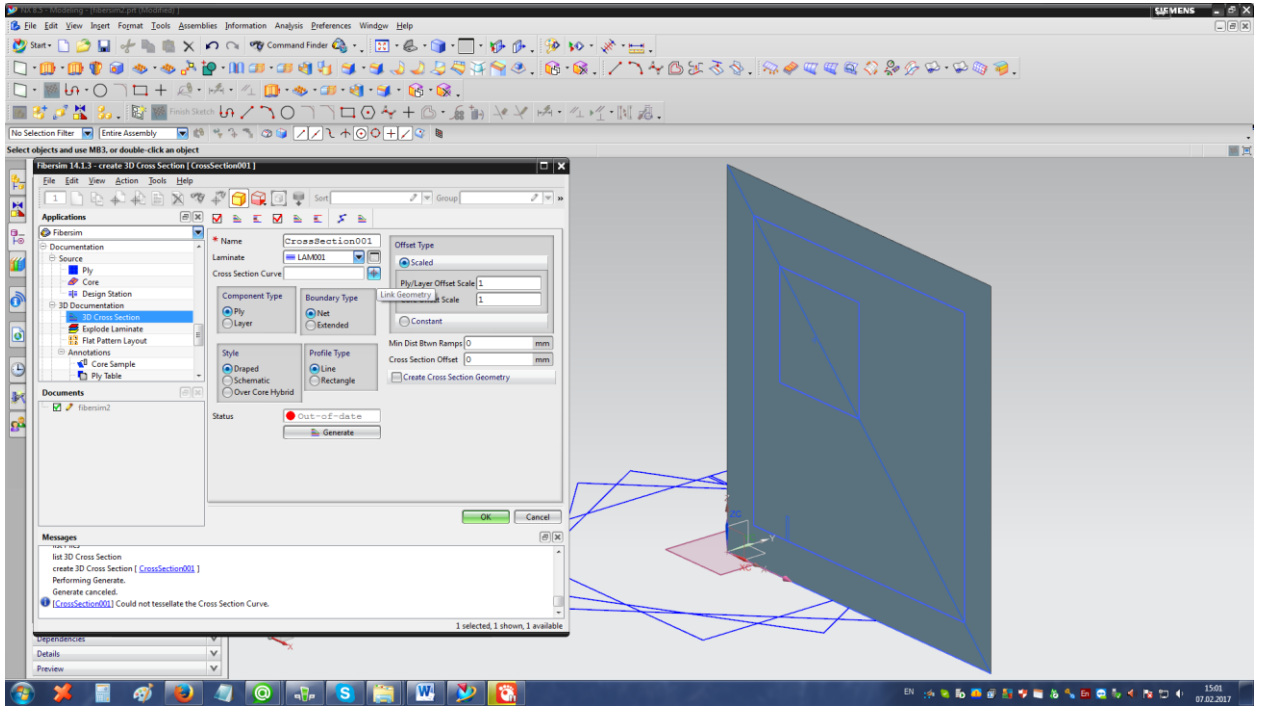 NX 8.5 - Modeling - [fibersim2.prt (Modified) ]
SIEMENS
File Edit View Insert Format Tools Assemblies Information Analysis Preferences Window Help
Start Command Finder
Finish Sketch
No Selection Filter Entire Assembly
Select objects and use MB3, or double-click an object
Fibersim 14.1.3 - create 3D Cross Section [ CrossSection001 ]
File Edit View Action Tools Help
1 Sort Group
Applications
Fibersim
Documentation
Source
Ply
Core
Design Station
3D Documentation
3D Cross Section
Explode Laminate
Flat Pattern Layout
Annotations
Core Sample
Ply Table
Documents
fibersim2
* Name CrossSection001
Laminate LAM001
Cross Section Curve
Link Geometry
Component Type
Ply
Layer
Boundary Type
Net
Extended
Style
Draped
Schematic
Over Core Hybrid
Profile Type
Line
Rectangle
Status Out-of-date
Generate
Offset Type
Scaled
Ply/Layer Offset Scale 1
Offset Scale 1
Constant
Min Dist Btwn Ramps 0 mm
Cross Section Offset 0 mm
Create Cross Section Geometry
OK Cancel
Messages
list Plies
list 3D Cross Section
create 3D Cross Section [ CrossSection001 ]
Performing Generate.
Generate canceled.
[CrossSection001] Could not tessellate the Cross Section Curve.
1 selected, 1 shown, 1 available
Dependencies
Details
Preview
Z
ZC
Y
XC
X
X
EN
15:01
07.02.2017